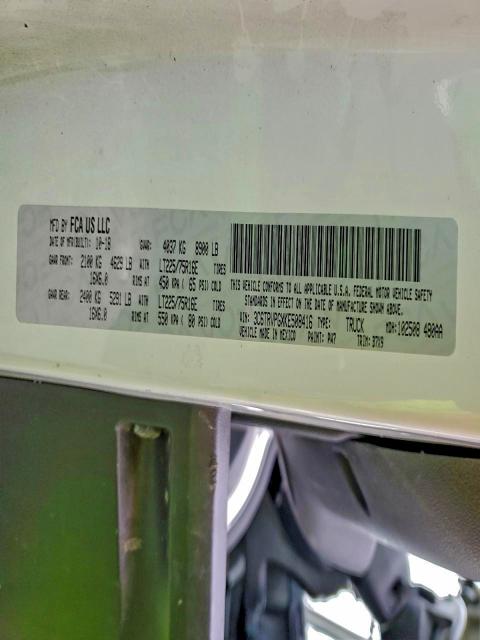 MFD BY FCA US LLC
DATE OF MFR(BUILT): 10-18 GVWR: 4037 KG 8900 LB
GAWR FRONT: 2100 KG 4629 LB WITH LT225/75R16E TIRES
16X6.0 RIMS AT 450 KPA ( 65 PSI COLD
GAWR REAR: 2400 KG 5291 LB WITH LT225/75R16E TIRES
16X6.0 RIMS AT 550 KPA ( 80 PSI COLD
THIS VEHICLE CONFORMS TO ALL APPLICABLE U.S.A. FEDERAL MOTOR VEHICLE SAFETY
STANDARDS IN EFFECT ON THE DATE OF MANUFACTURE SHOWN ABOVE.
VIN: TYPE: TRUCK MDH: 102508 480AA
VEHICLE MADE IN MEXICO PAINT: PW7 TRIM: